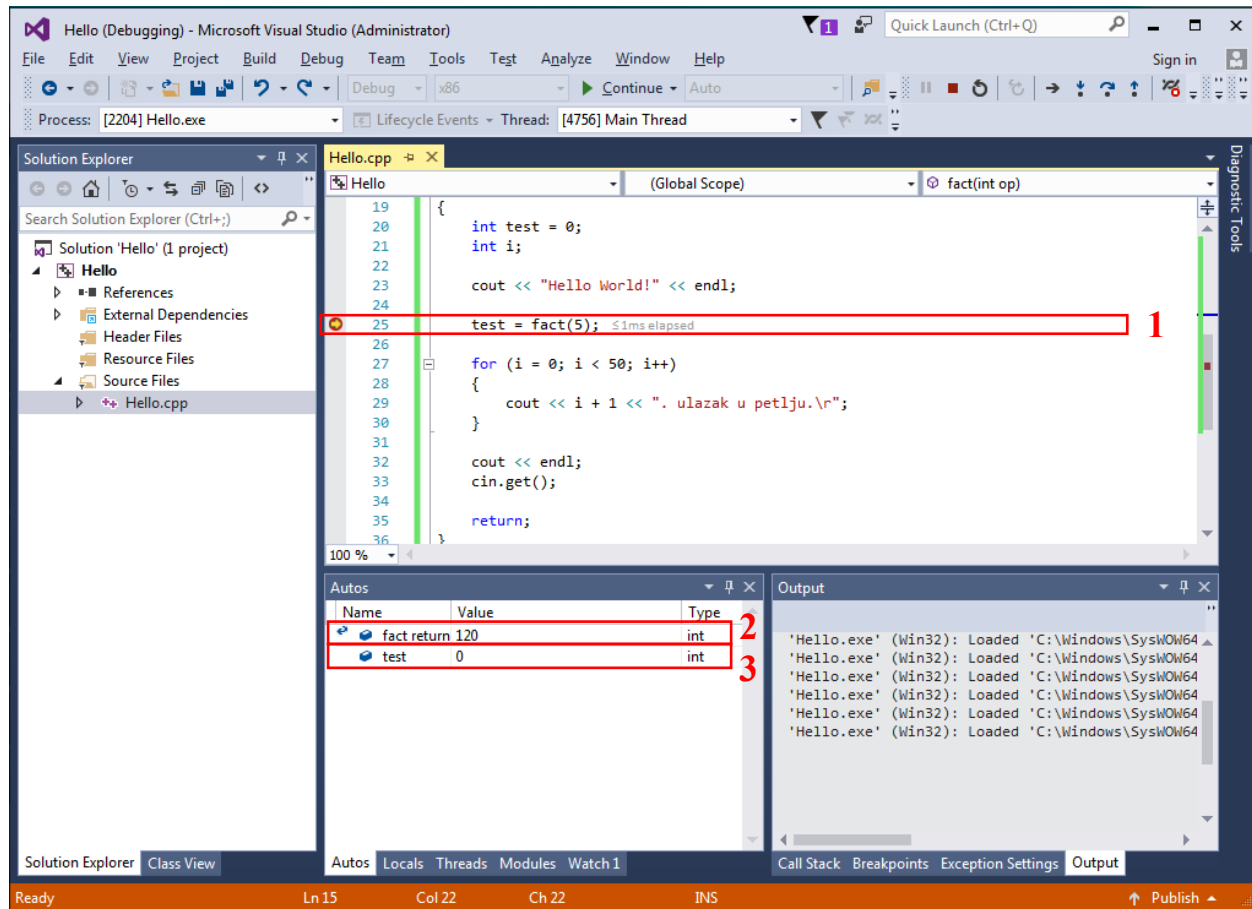 Hello (Debugging) - Microsoft Visual Studio (Administrator)
1
Quick Launch (Ctrl+Q)
File Edit View Project Build Debug Team Tools Test Analyze Window Help
Sign in
Debug x86 Continue Auto
Process: [2204] Hello.exe Lifecycle Events Thread: [4756] Main Thread
Solution Explorer
Search Solution Explorer (Ctrl+;)
Solution 'Hello' (1 project)
Hello
References
External Dependencies
Header Files
Resource Files
Source Files
Hello.cpp
Solution Explorer Class View
Hello.cpp
Hello (Global Scope) fact(int op)
19 {
20 int test = 0;
21 int i;
22
23 cout << "Hello World!" << endl;
24
25 test = fact(5); ≤1ms elapsed
1
26
27 for (i = 0; i < 50; i++)
28 {
29 cout << i + 1 << ". ulazak u petlju.\r";
30 }
31
32 cout << endl;
33 cin.get();
34
35 return;
36 }
100 %
Diagnostic Tools
Autos
Name Value Type
fact return 120 int
2
test 0 int
3
Autos Locals Threads Modules Watch 1
Output
'Hello.exe' (Win32): Loaded 'C:\Windows\SysWOW64
'Hello.exe' (Win32): Loaded 'C:\Windows\SysWOW64
'Hello.exe' (Win32): Loaded 'C:\Windows\SysWOW64
'Hello.exe' (Win32): Loaded 'C:\Windows\SysWOW64
'Hello.exe' (Win32): Loaded 'C:\Windows\SysWOW64
'Hello.exe' (Win32): Loaded 'C:\Windows\SysWOW64
Call Stack Breakpoints Exception Settings Output
Ready Ln 15 Col 22 Ch 22 INS Publish